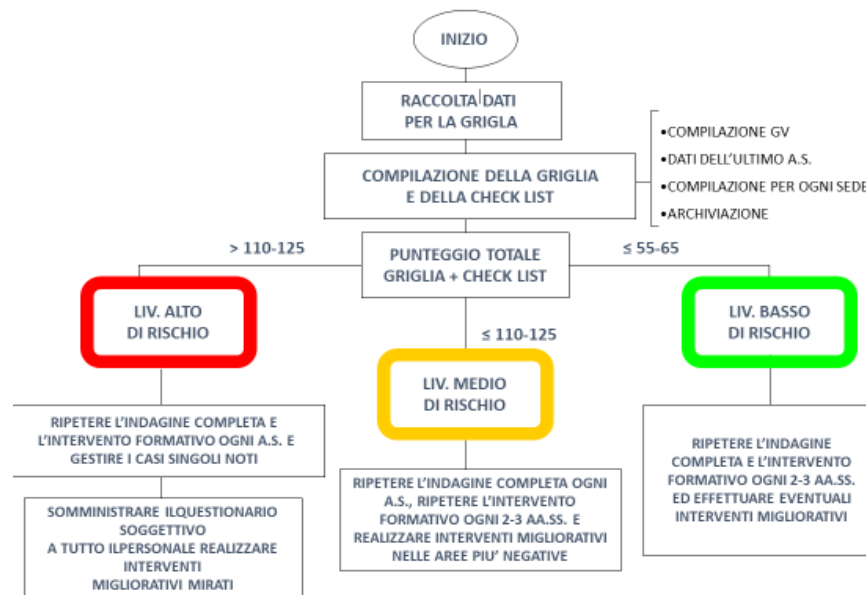 INIZIO
RACCOLTA DATI
PER LA GRIGLA
COMPILAZIONE DELLA GRIGLIA
E DELLA CHECK LIST
•COMPILAZIONE GV
•DATI DELL'ULTIMO A.S.
•COMPILAZIONE PER OGNI SEDE
•ARCHIVIAZIONE
> 110-125
PUNTEGGIO TOTALE
GRIGLIA + CHECK LIST
≤ 55-65
LIV. ALTO
DI RISCHIO
≤ 110-125
LIV. MEDIO
DI RISCHIO
LIV. BASSO
DI RISCHIO
RIPETERE L'INDAGINE COMPLETA E
L'INTERVENTO FORMATIVO OGNI A.S. E
GESTIRE I CASI SINGOLI NOTI
SOMMINISTRARE ILQUESTIONARIO
SOGGETTIVO
A TUTTO ILPERSONALE REALIZZARE
INTERVENTI
MIGLIORATIVI MIRATI
RIPETERE L'INDAGINE COMPLETA OGNI
A.S., RIPETERE L'INTERVENTO
FORMATIVO OGNI 2-3 AA.SS. E
REALIZZARE INTERVENTI MIGLIORATIVI
NELLE AREE PIU' NEGATIVE
RIPETERE L'INDAGINE
COMPLETA E L'INTERVENTO
FORMATIVO OGNI 2-3 AA.SS.
ED EFFETTUARE EVENTUALI
INTERVENTI MIGLIORATIVI